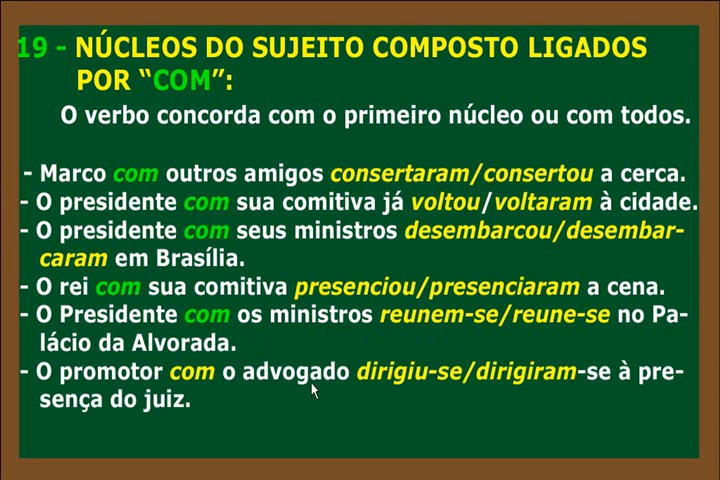 19 - NÚCLEOS DO SUJEITO COMPOSTO LIGADOS
POR “COM”:
O verbo concorda com o primeiro núcleo ou com todos.
- Marco com outros amigos consertaram/consertou a cerca.
- O presidente com sua comitiva já voltou/voltaram à cidade.
- O presidente com seus ministros desembarcou/desembar-
caram em Brasília.
- O rei com sua comitiva presenciou/presenciaram a cena.
- O Presidente com os ministros reunem-se/reune-se no Pa-
lácio da Alvorada.
- O promotor com o advogado dirigiu-se/dirigiram-se à pre-
sença do juiz.